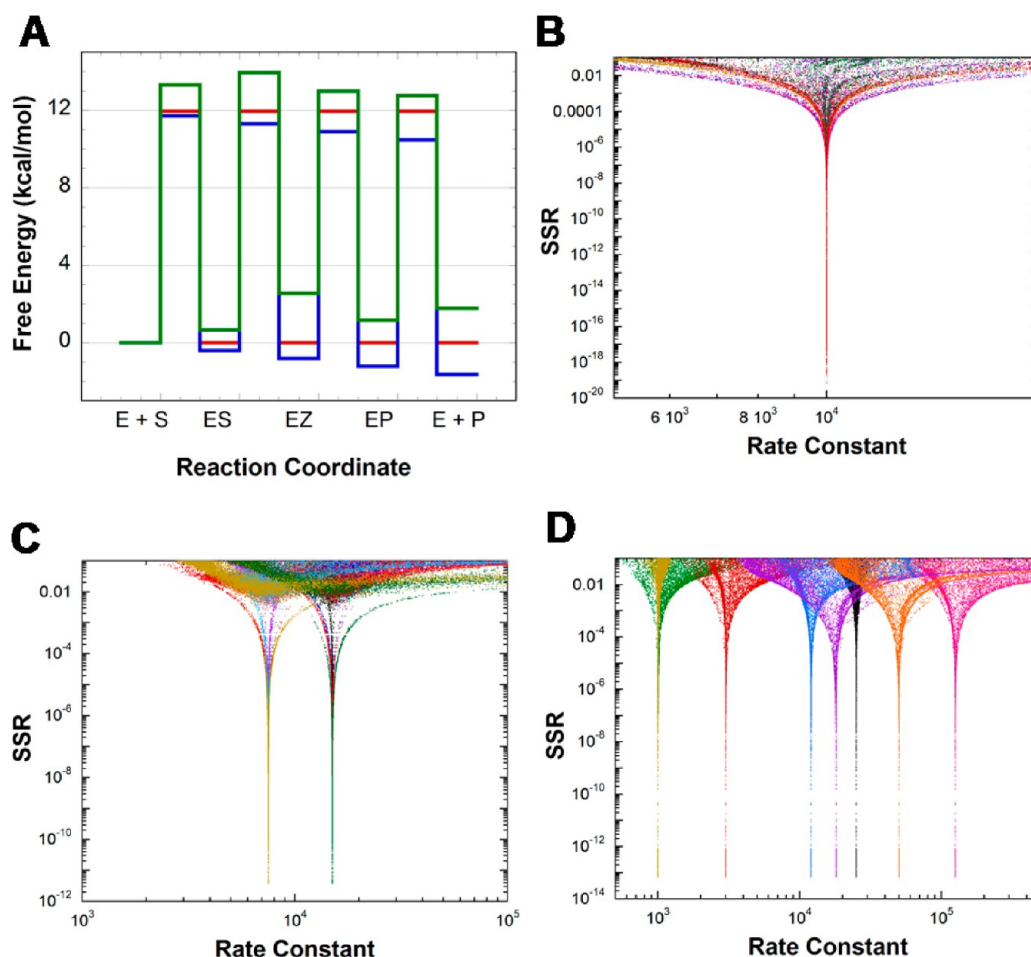 A
Free Energy (kcal/mol)
12
8
4
0
E + S ES EZ EP E + P
Reaction Coordinate
B
SSR
0.01
0.0001
10⁻⁶
10⁻⁸
10⁻¹⁰
10⁻¹²
10⁻¹⁴
10⁻¹⁶
10⁻¹⁸
10⁻²⁰
6 10³ 8 10³ 10⁴
Rate Constant
C
SSR
0.01
10⁻⁴
10⁻⁶
10⁻⁸
10⁻¹⁰
10⁻¹²
10³ 10⁴ 10⁵
Rate Constant
D
SSR
0.01
10⁻⁴
10⁻⁶
10⁻⁸
10⁻¹⁰
10⁻¹²
10⁻¹⁴
10³ 10⁴ 10⁵
Rate Constant